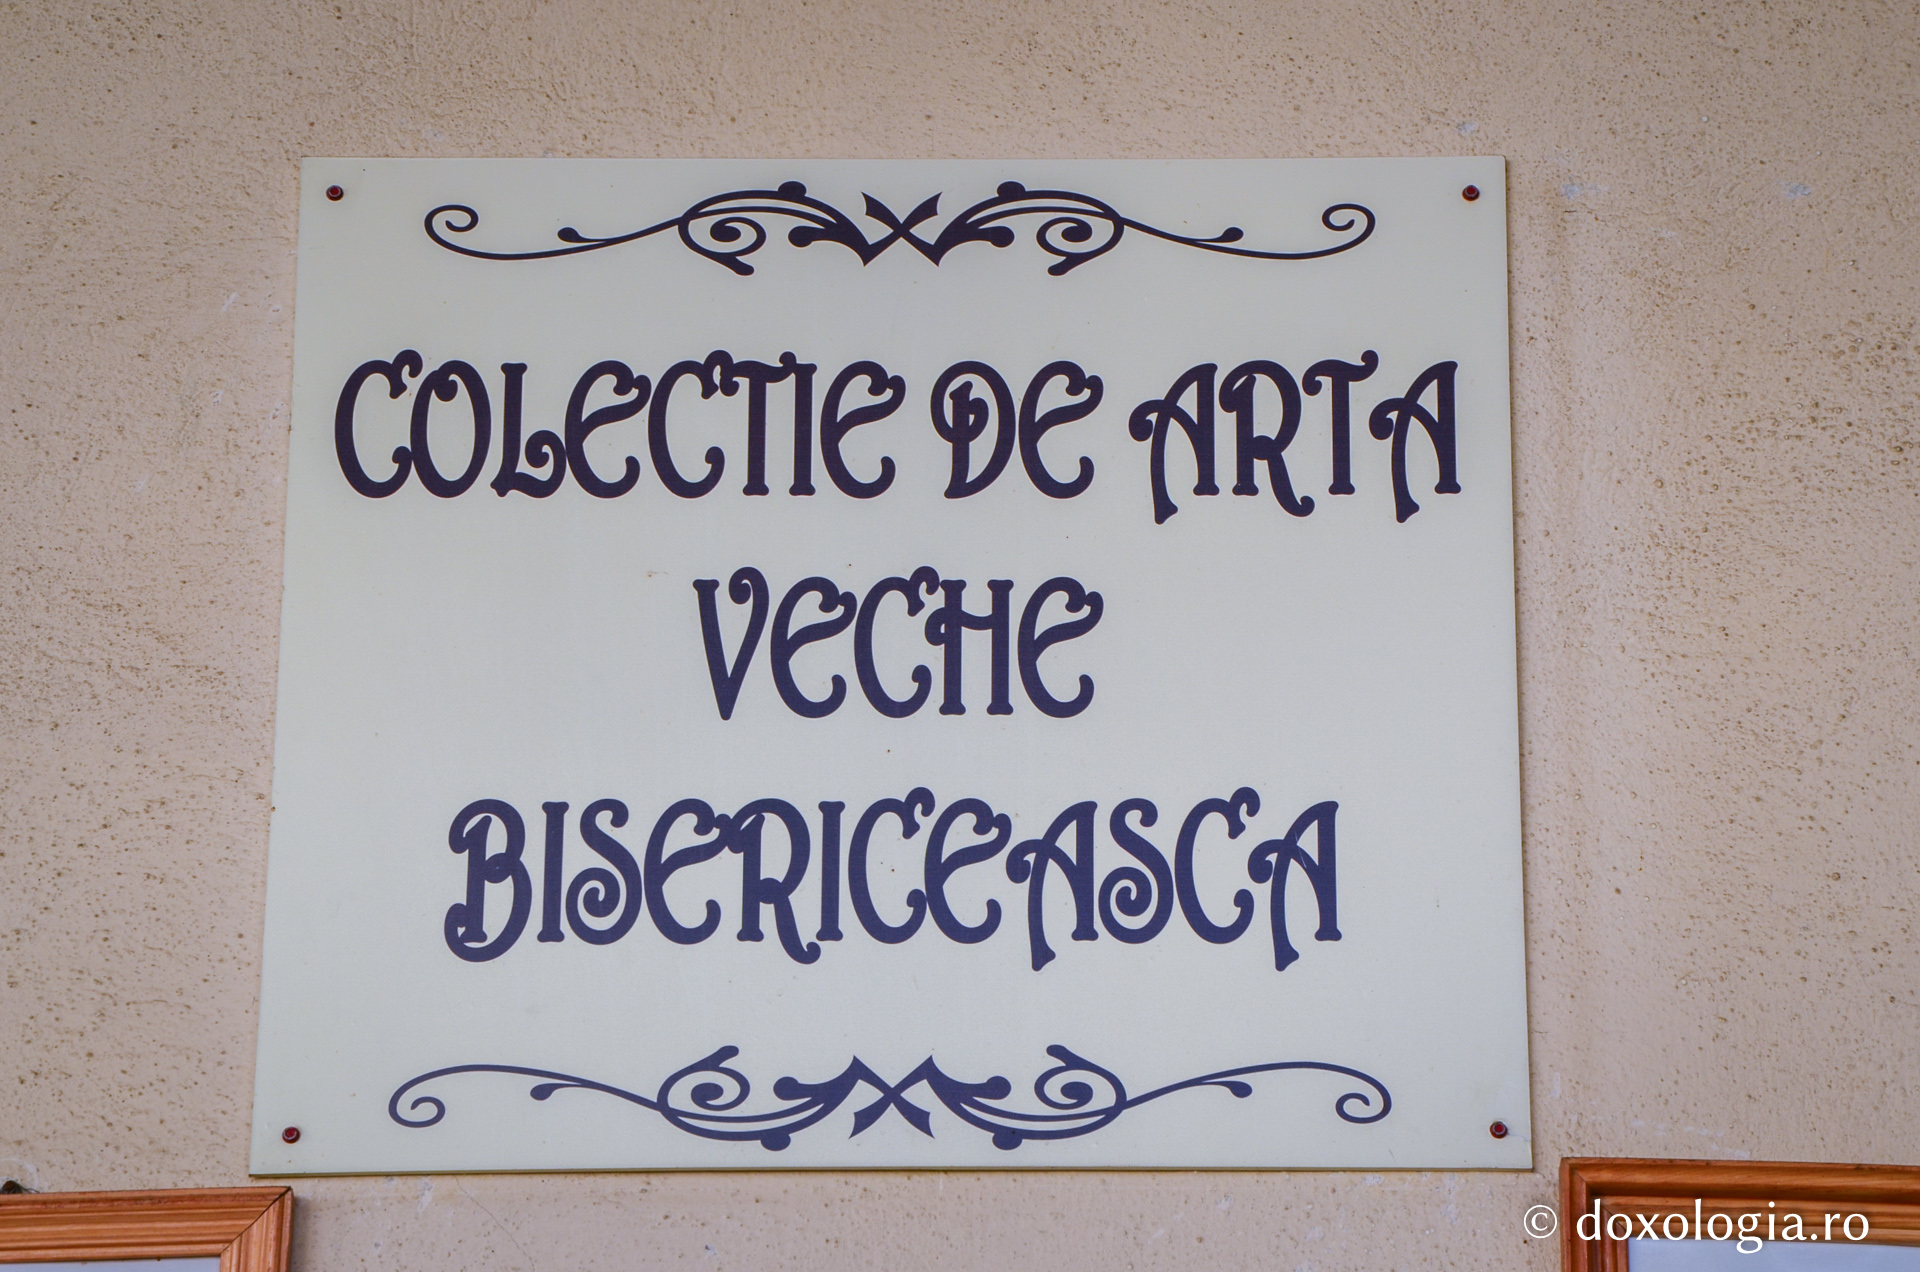 COLECTIE DE ARTA
VECHE
BISERICEASCA
© doxologia.ro